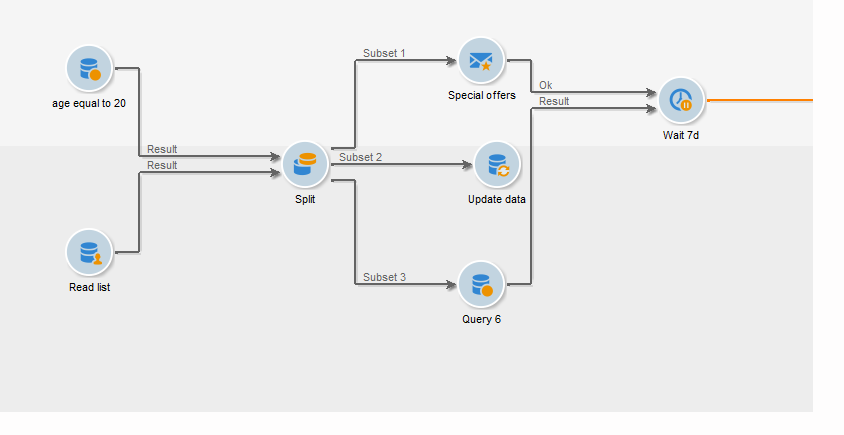 Subset 1
Special offers
age equal to 20
Ok
Result
Wait 7d
Result
Result
Subset 2
Split
Update data
Subset 3
Read list
Query 6